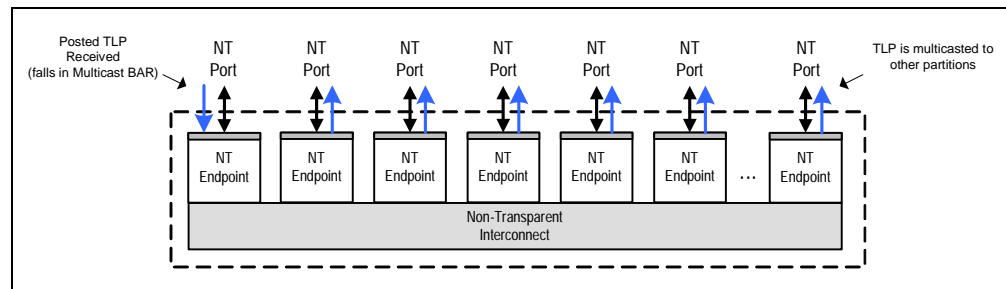 Posted TLP
Received
(falls in Multicast BAR)
NT
Port
NT
Port
NT
Port
NT
Port
NT
Port
NT
Port
NT
Port
TLP is multicasted to
other partitions
NT
Endpoint
NT
Endpoint
NT
Endpoint
NT
Endpoint
NT
Endpoint
NT
Endpoint
...
NT
Endpoint
Non-Transparent
Interconnect